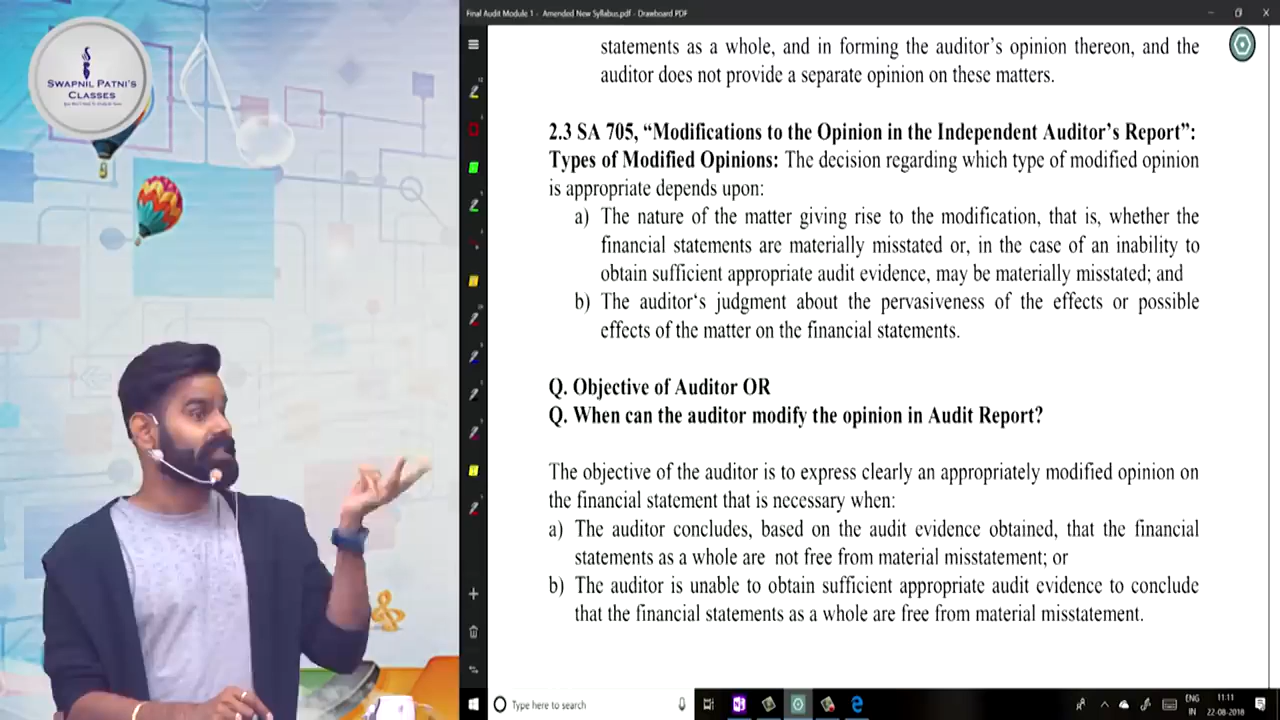 Final Audit Module 1 - Amended New Syllabus.pdf - Drawboard PDF
SWAPNIL PATNI'S
CLASSES
statements as a whole, and in forming the auditor's opinion thereon, and the
auditor does not provide a separate opinion on these matters.
2.3 SA 705, “Modifications to the Opinion in the Independent Auditor's Report”:
Types of Modified Opinions: The decision regarding which type of modified opinion
is appropriate depends upon:
a) The nature of the matter giving rise to the modification, that is, whether the
financial statements are materially misstated or, in the case of an inability to
obtain sufficient appropriate audit evidence, may be materially misstated; and
b) The auditor‘s judgment about the pervasiveness of the effects or possible
effects of the matter on the financial statements.
Q. Objective of Auditor OR
Q. When can the auditor modify the opinion in Audit Report?
The objective of the auditor is to express clearly an appropriately modified opinion on
the financial statement that is necessary when:
a) The auditor concludes, based on the audit evidence obtained, that the financial
statements as a whole are not free from material misstatement; or
b) The auditor is unable to obtain sufficient appropriate audit evidence to conclude
that the financial statements as a whole are free from material misstatement.
Type here to search
ENG
IN
11:11
22-08-2018